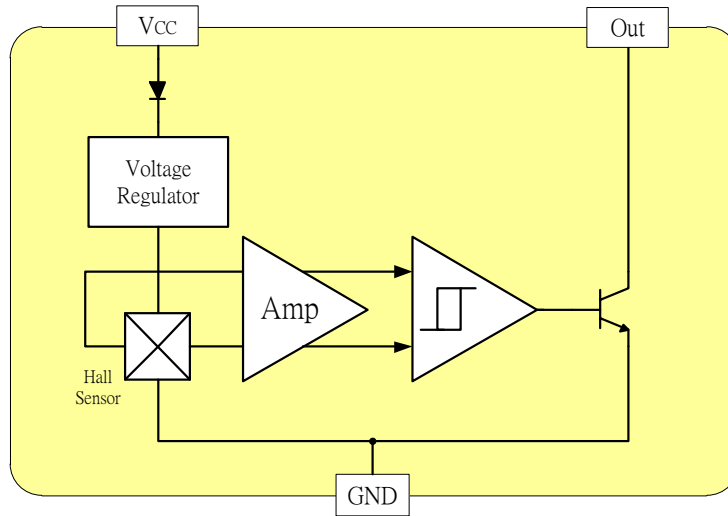 Vcc
Out
Voltage
Regulator
Amp
Hall
Sensor
GND